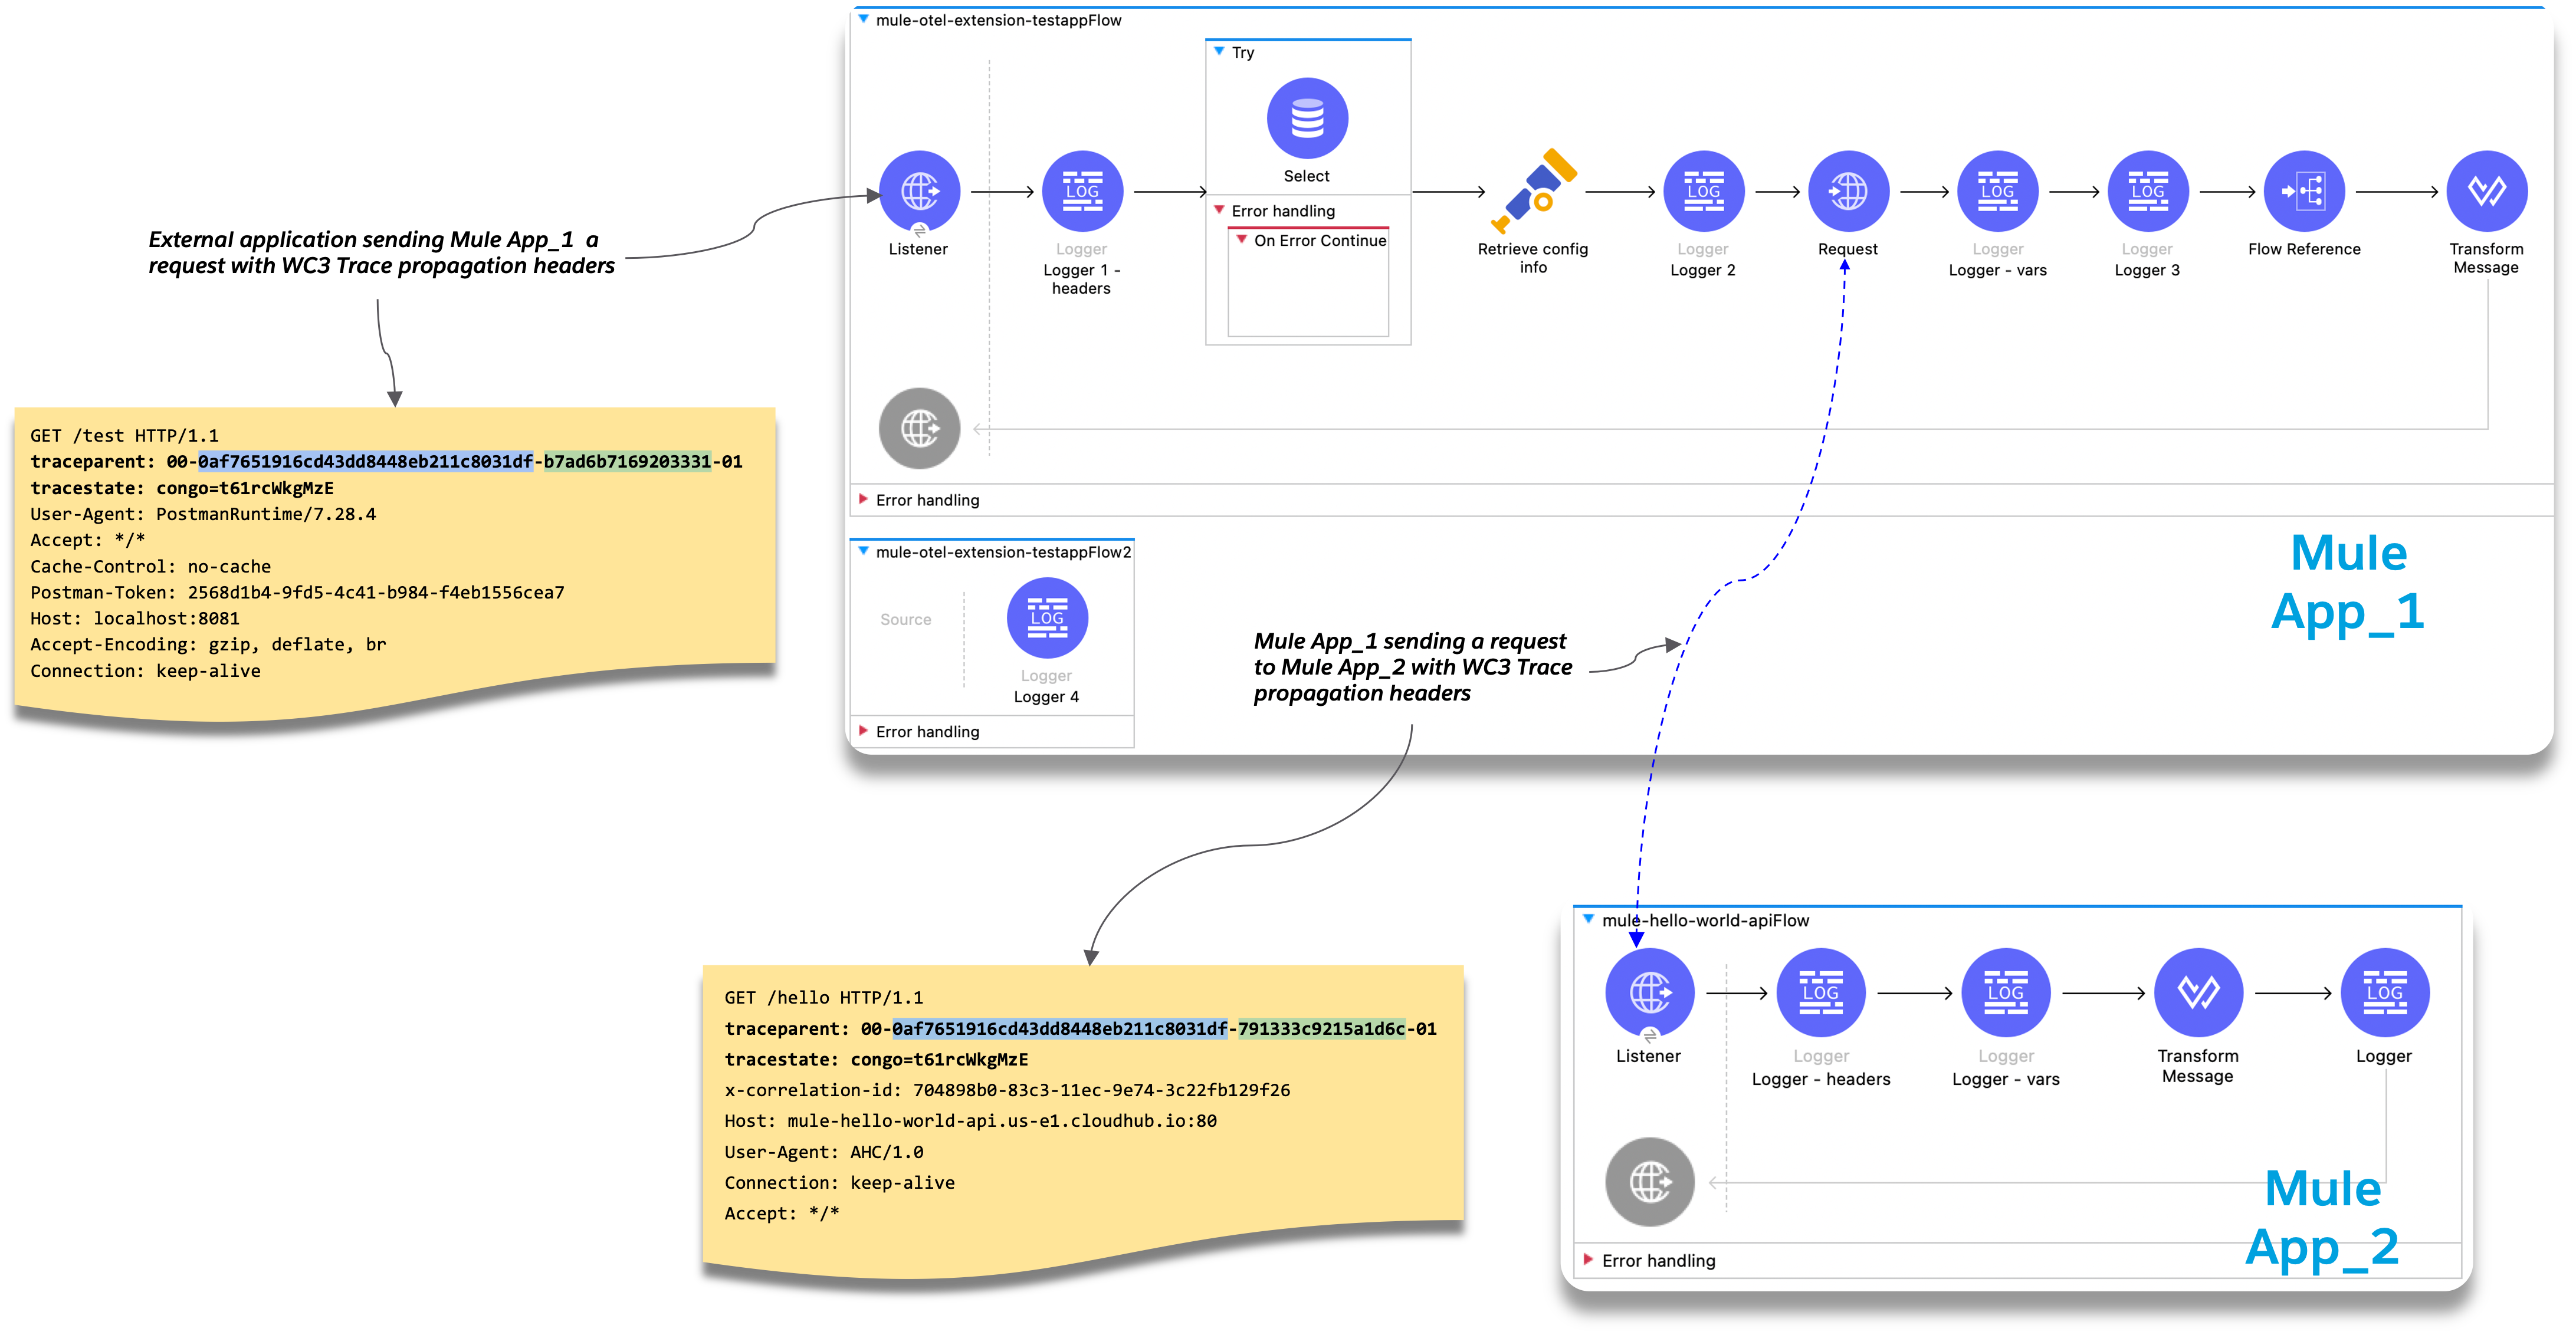 mule-otel-extension-testappFlow
Try
Select
Error handling
On Error Continue
Listener
LOG
Logger
Logger 1 -
headers
Retrieve config
info
LOG
Logger
Logger 2
Request
LOG
Logger
Logger - vars
LOG
Logger
Logger 3
Flow Reference
Transform
Message
Error handling
External application sending Mule App_1 a
request with WC3 Trace propagation headers
GET /test HTTP/1.1
traceparent: 00-0af7651916cd43dd8448eb211c8031df-b7ad6b7169203331-01
tracestate: congo=t61rcWkgMzE
User-Agent: PostmanRuntime/7.28.4
Accept: */*
Cache-Control: no-cache
Postman-Token: 2568d1b4-9fd5-4c41-b984-f4eb1556cea7
Host: localhost:8081
Accept-Encoding: gzip, deflate, br
Connection: keep-alive
mule-otel-extension-testappFlow2
Source
LOG
Logger
Logger 4
Error handling
Mule
App_1
Mule App_1 sending a request
to Mule App_2 with WC3 Trace
propagation headers
GET /hello HTTP/1.1
traceparent: 00-0af7651916cd43dd8448eb211c8031df-791333c9215a1d6c-01
tracestate: congo=t61rcWkgMzE
x-correlation-id: 704898b0-83c3-11ec-9e74-3c22fb129f26
Host: mule-hello-world-api.us-e1.cloudhub.io:80
User-Agent: AHC/1.0
Connection: keep-alive
Accept: */*
mule-hello-world-apiFlow
Listener
LOG
Logger
Logger - headers
LOG
Logger
Logger - vars
Transform
Message
LOG
Logger
Error handling
Mule
App_2